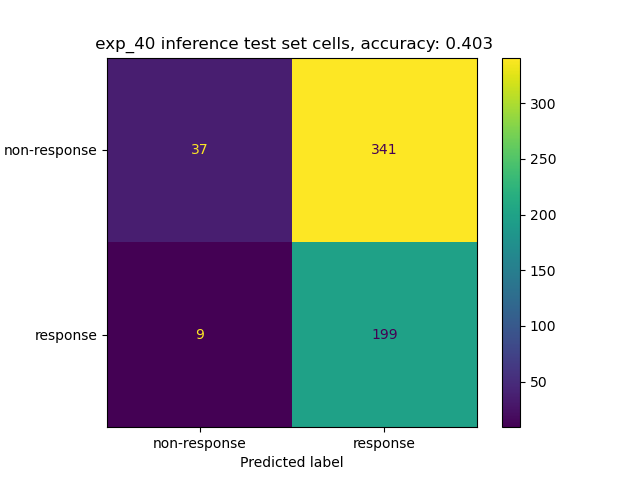 exp_40 inference test set cells, accuracy: 0.403
non-response
37
341
response
9
199
non-response
response
Predicted label
300
250
200
150
100
50